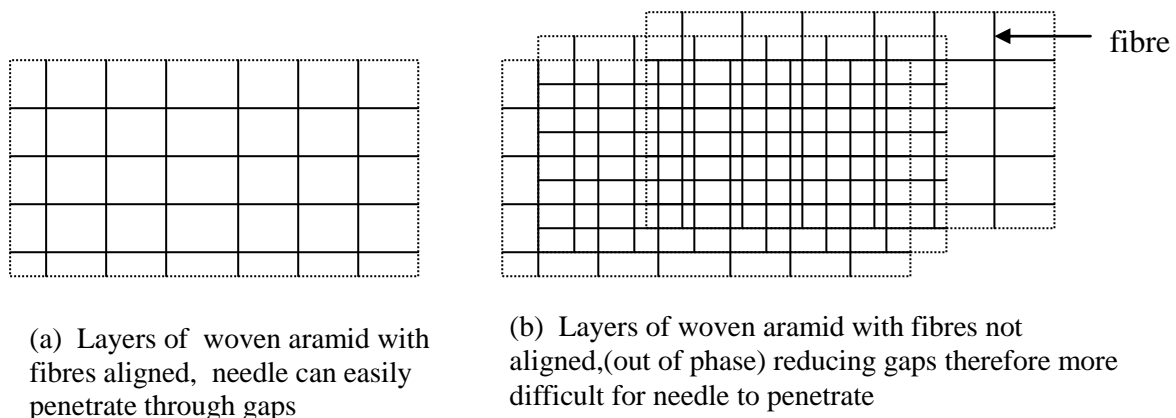 fibre
(a) Layers of woven aramid with
fibres aligned, needle can easily
penetrate through gaps
(b) Layers of woven aramid with fibres not
aligned,(out of phase) reducing gaps therefore more
difficult for needle to penetrate